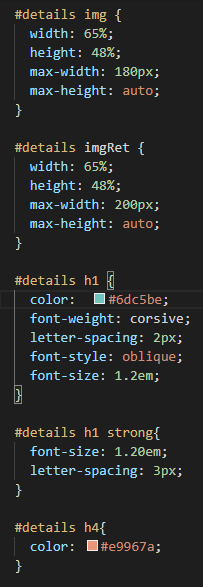 #details img {
width: 65%;
height: 48%;
max-width: 180px;
max-height: auto;
}
#details imgRet {
width: 65%;
height: 48%;
max-width: 200px;
max-height: auto;
}
#details h1 {
color: #6dc5be;
font-weight: corsive;
letter-spacing: 2px;
font-style: oblique;
font-size: 1.2em;
}
#details h1 strong{
font-size: 1.20em;
letter-spacing: 3px;
}
#details h4{
color: #e9967a;
}